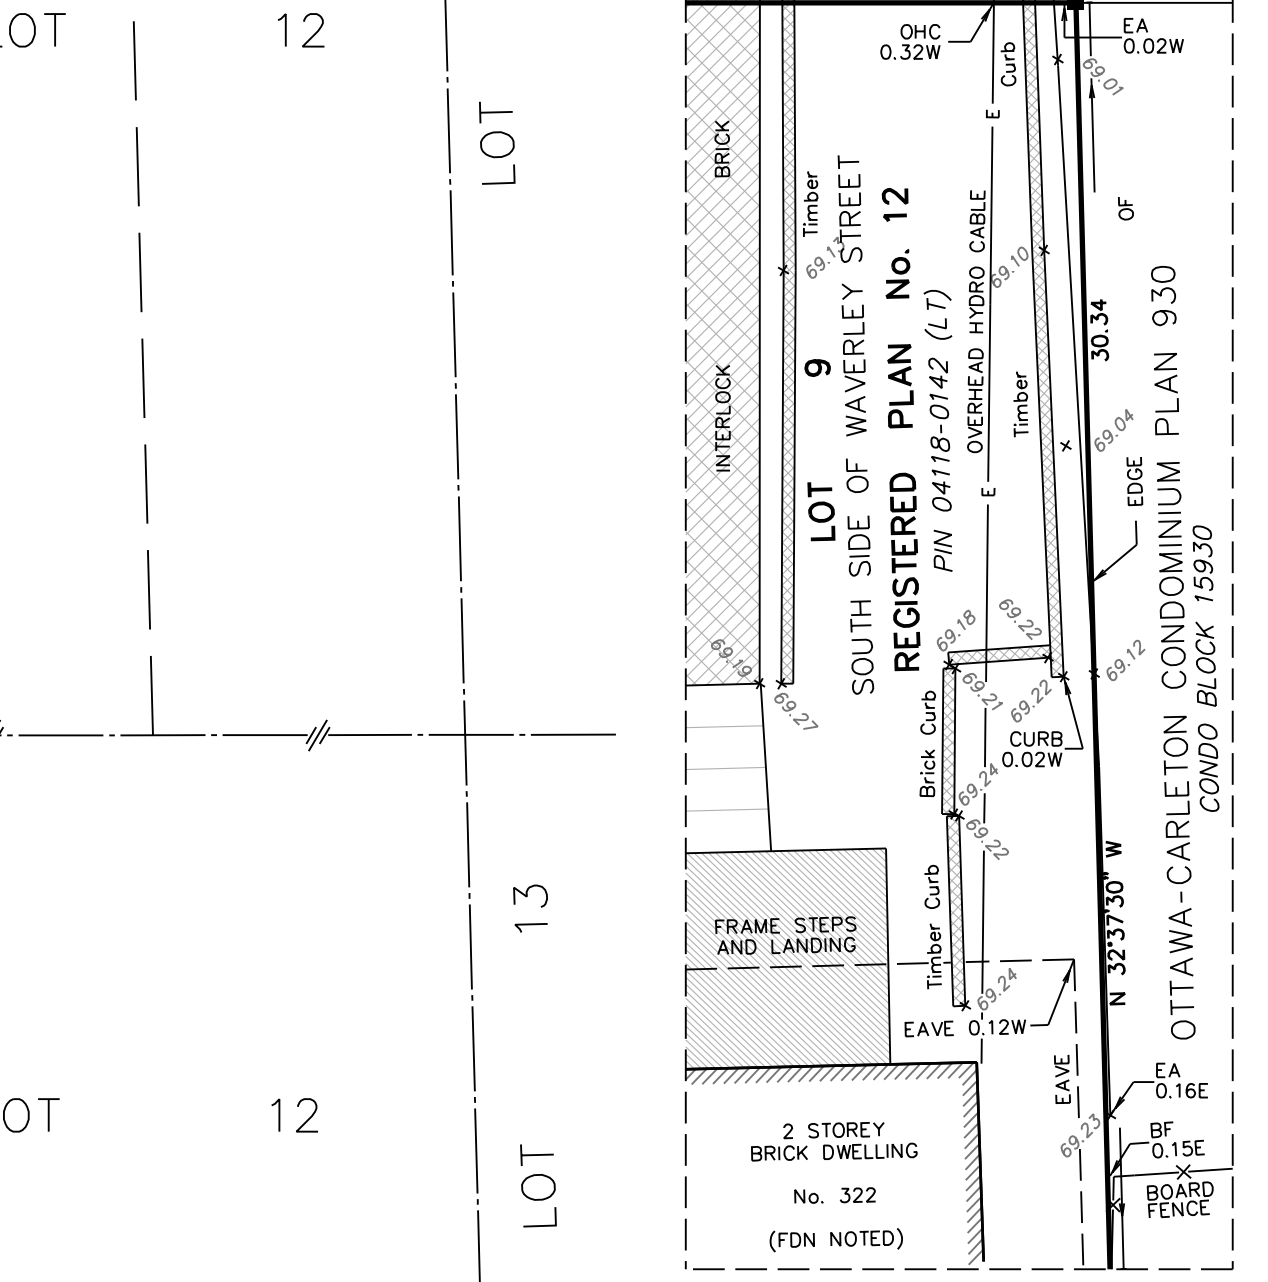 LOT
12
LOT
13
LOT
OT
12
OHC
0.32W
EA
0.02W
Curb
69.01
BRICK
INTERLOCK
Timber
69.13
LOT 9
SOUTH SIDE OF WAVERLEY STREET
REGISTERED PLAN No. 12
PIN 04118-0142 (LT)
OVERHEAD HYDRO CABLE
E
E
69.10
Timber
OF
30.34
69.04
EDGE
OTTAWA-CARLETON CONDOMINIUM PLAN 930
CONDO BLOCK 15930
69.19
69.27
69.18
69.22
69.21
69.22
69.12
CURB
0.02W
Brick Curb
69.24
69.22
FRAME STEPS
AND LANDING
Timber Curb
69.24
N 32°37'30" W
EAVE 0.12W
EAVE
EA
0.16E
69.23
BF
0.15E
BOARD
FENCE
2 STOREY
BRICK DWELLING
No. 322
(FDN NOTED)